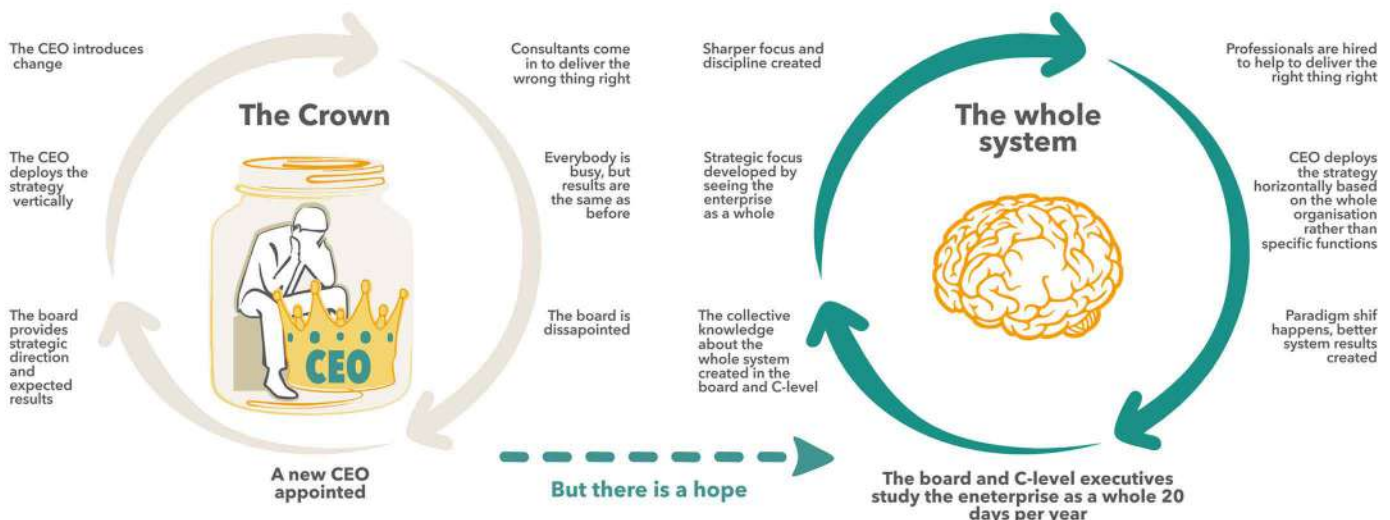 The Crown
A new CEO
appointed
The board
provides
strategic
direction
and
expected
results
The CEO
deploys the
strategy
vertically
The CEO introduces
change
Consultants come
in to deliver the
wrong thing right
Everybody is
busy, but
results are
the same as
before
The board is
dissapointed
CEO
But there is a hope
The whole
system
The board and C-level executives
study the eneterprise as a whole 20
days per year
The collective
knowledge
about the
whole system
created in the
board and C-level
Strategic focus
developed by
seeing the
enterprise
as a whole
Sharper focus and
discipline created
Professionals are hired
to help to deliver the
right thing right
CEO deploys
the strategy
horizontally based
on the whole
organisation
rather than
specific functions
Paradigm shif
happens, better
system results
created